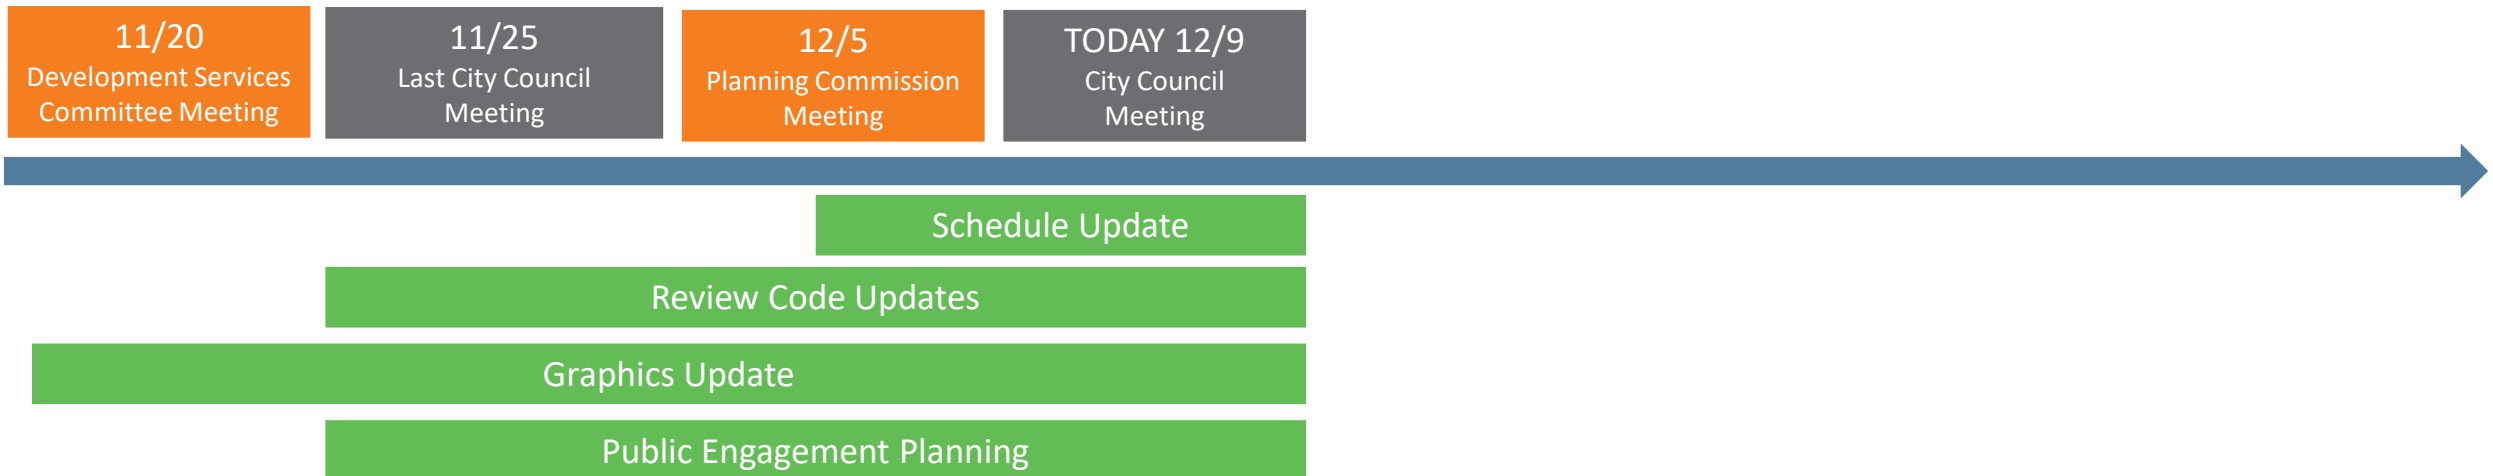 11/20
Development Services
Committee Meeting
11/25
Last City Council
Meeting
12/5
Planning Commission
Meeting
TODAY 12/9
City Council
Meeting
Schedule Update
Review Code Updates
Graphics Update
Public Engagement Planning